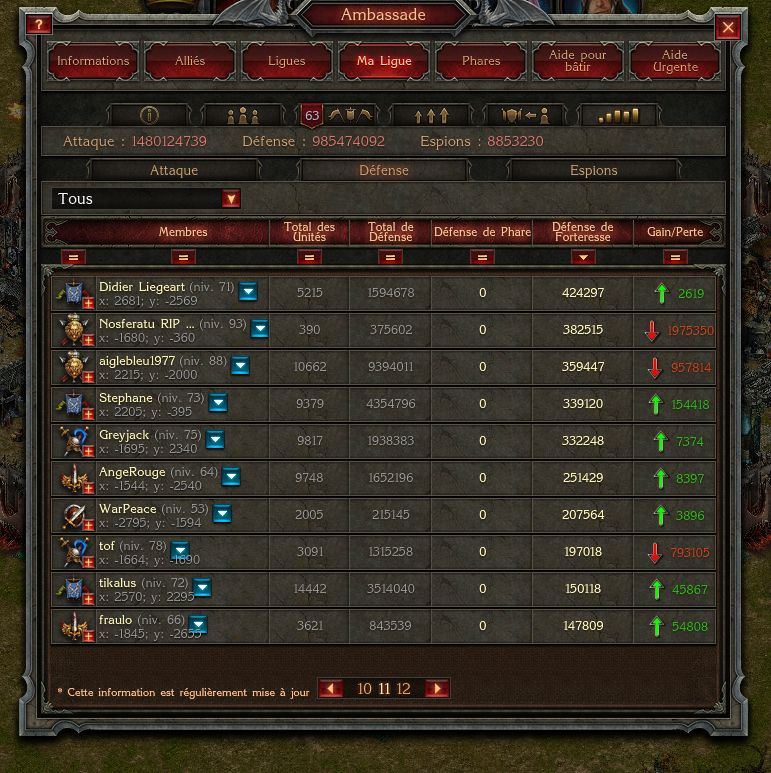 Ambassade
?
Informations
Alliés
Ligues
Ma Ligue
Phares
Aide pour
bâtir
Aide
Urgente
63
Attaque : 1480124739 Défense : 985474092 Espions : 8853230
Attaque Défense Espions
Tous
Membres
Total des
Unités
Total de
Défense
Défense de Phare
Défense de
Forteresse
Gain/Perte
Didier Liegeart (niv. 71)
x: 2681; y: -2569
5215 1594678 0 424297 2619
Nosferatu RIP ... (niv. 93)
x: -1680; y: -360
390 375602 0 382515 1975350
aiglebleu1977 (niv. 88)
x: 2215; y: -2000
10662 9394011 0 359447 957814
Stephane (niv. 73)
x: 2205; y: -395
9379 4354796 0 339120 154418
Greyjack (niv. 75)
x: -1695; y: 2340
9817 1938383 0 332248 7374
AngeRouge (niv. 64)
x: -1544; y: -2540
9748 1652196 0 251429 8397
WarPeace (niv. 53)
x: -2795; y: -1594
2005 215145 0 207564 3896
tof (niv. 78)
x: -1664; y: -1690
3091 1315258 0 197018 793105
tikalus (niv. 72)
x: 2570; y: 2295
14442 3514040 0 150118 45867
fraulo (niv. 66)
x: -1845; y: -2655
3621 843539 0 147809 54808
* Cette information est régulièrement mise à jour
10 11 12